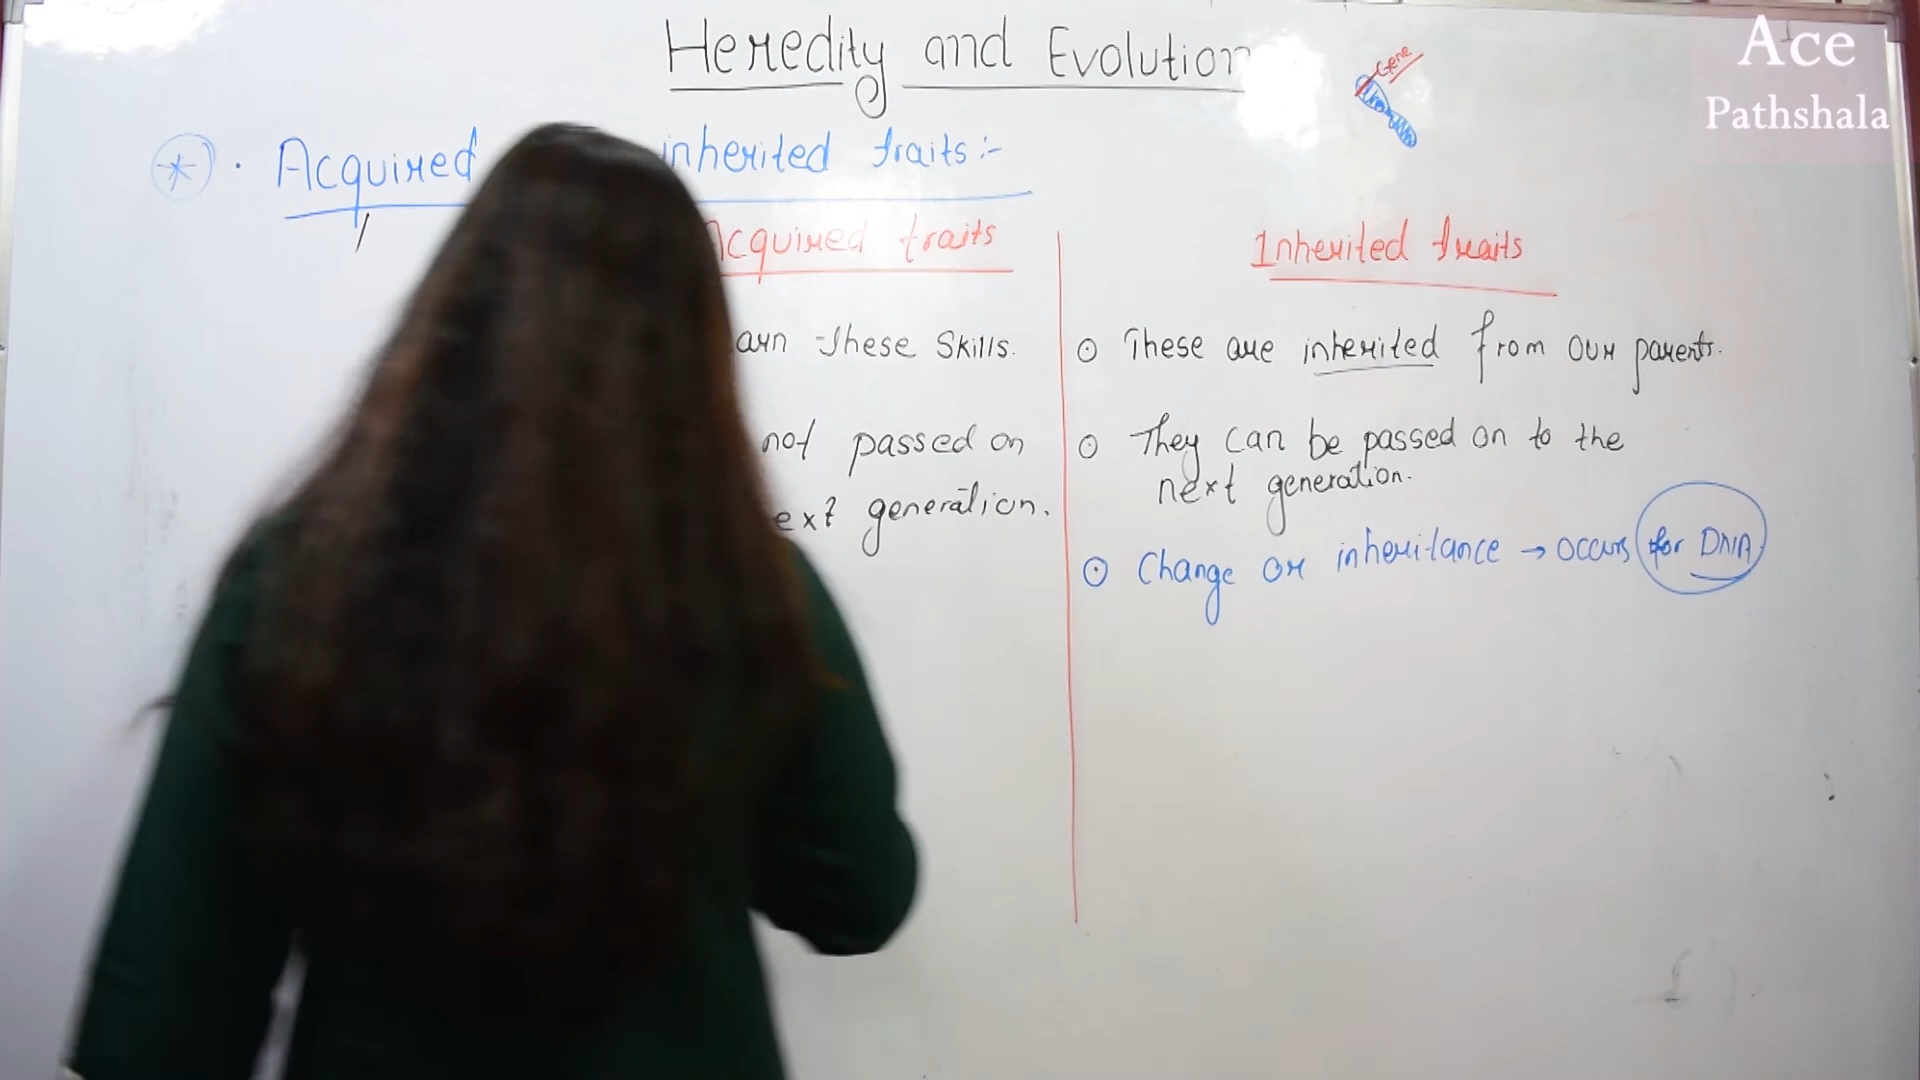 Heredity and Evolution
Gene
Ace
Pathshala
Acquired inherited traits :-
Acquired traits
Inherited traits
these skills.
These are inherited from our parents.
not passed on
generation.
They can be passed on to the
next generation.
Change or inheritance → occurs for DNA